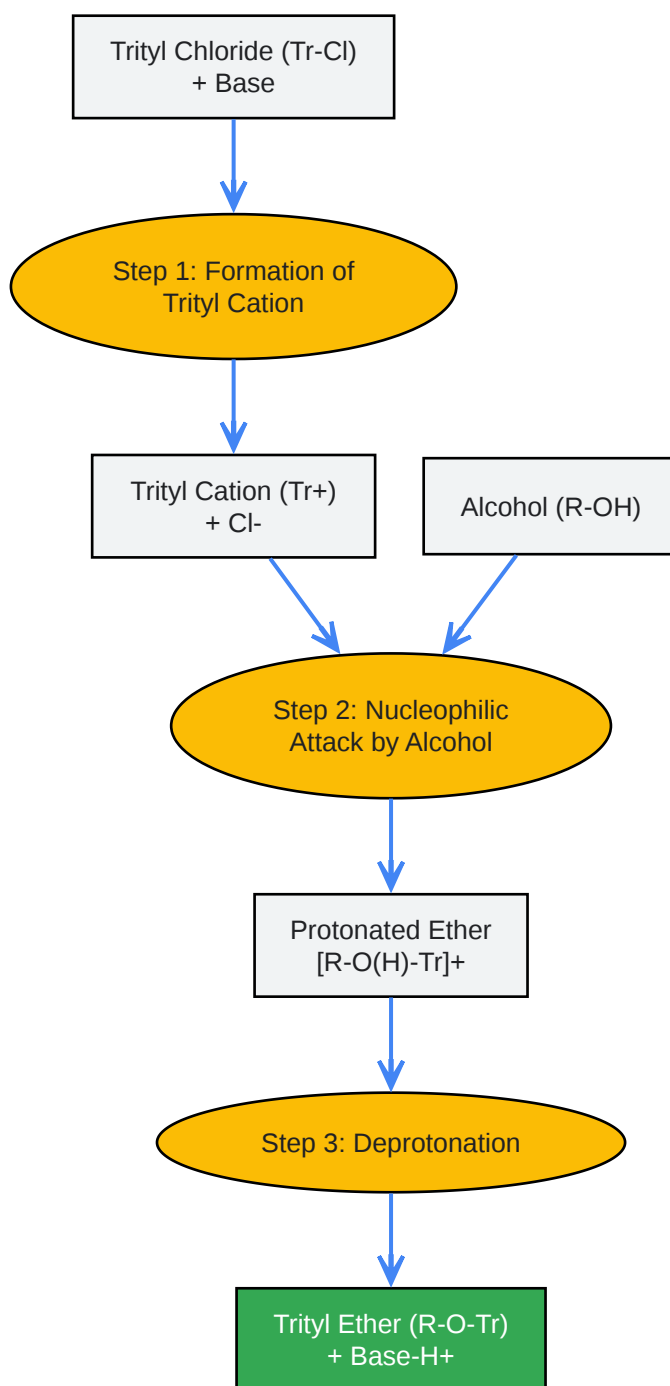 Trityl Chloride (Tr-Cl)
+ Base
Step 1: Formation of
Trityl Cation
Trityl Cation (Tr+)
+ Cl-
Alcohol (R-OH)
Step 2: Nucleophilic
Attack by Alcohol
Protonated Ether
[R-O(H)-Tr]+
Step 3: Deprotonation
Trityl Ether (R-O-Tr)
+ Base-H+